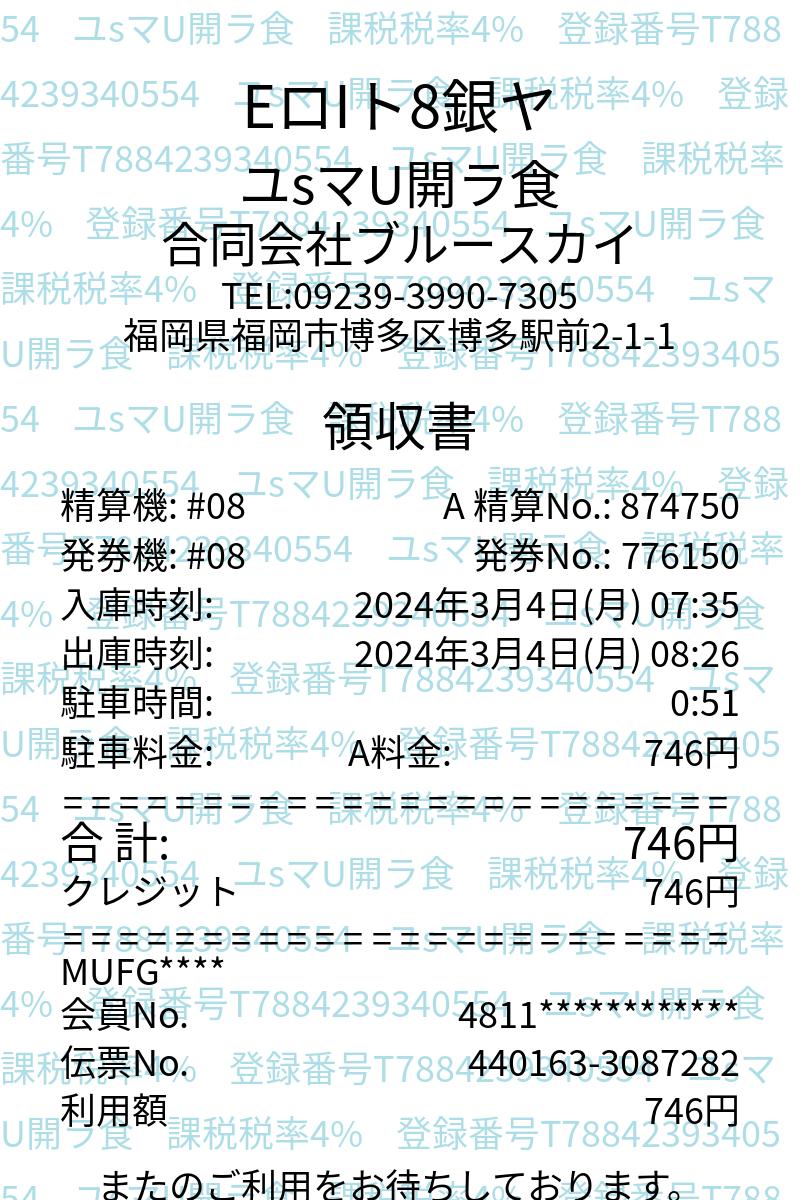 EロIト8銀ヤ
ユsマU開ラ食
合同会社ブルースカイ
TEL:09239-3990-7305
福岡県福岡市博多区博多駅前2-1-1
領収書
精算機: #08 A 精算No.: 874750
発券機: #08 発券No.: 776150
入庫時刻: 2024年3月4日(月) 07:35
出庫時刻: 2024年3月4日(月) 08:26
駐車時間: 0:51
駐車料金: A料金: 746円
========================
合 計: 746円
クレジット 746円
========================
MUFG****
会員No. 4811************
伝票No. 440163-3087282
利用額 746円
またのご利用をお待ちしております。
54 ユsマU開ラ食 課税税率4% 登録番号T788
4239340554 ユsマU開ラ食 課税税率4% 登録
番号T7884239340554 ユsマU開ラ食 課税税率
4% 登録番号T7884239340554 ユsマU開ラ食
課税税率4% 登録番号T7884239340554 ユsマ
U開ラ食 課税税率4% 登録番号T78842393405
54 ユsマU開ラ食 課税税率4% 登録番号T788
4239340554 ユsマU開ラ食 課税税率4% 登録
番号T7884239340554 ユsマU開ラ食 課税税率
4% 登録番号T7884239340554 ユsマU開ラ食
課税税率4% 登録番号T7884239340554 ユsマ
U開ラ食 課税税率4% 登録番号T78842393405
54 ユsマU開ラ食 課税税率4% 登録番号T788
4239340554 ユsマU開ラ食 課税税率4% 登録
番号T7884239340554 ユsマU開ラ食 課税税率
4% 登録番号T7884239340554 ユsマU開ラ食
課税税率4% 登録番号T7884239340554 ユsマ
U開ラ食 課税税率4% 登録番号T78842393405
54 ユsマU開ラ食 課税税率4% 登録番号T788